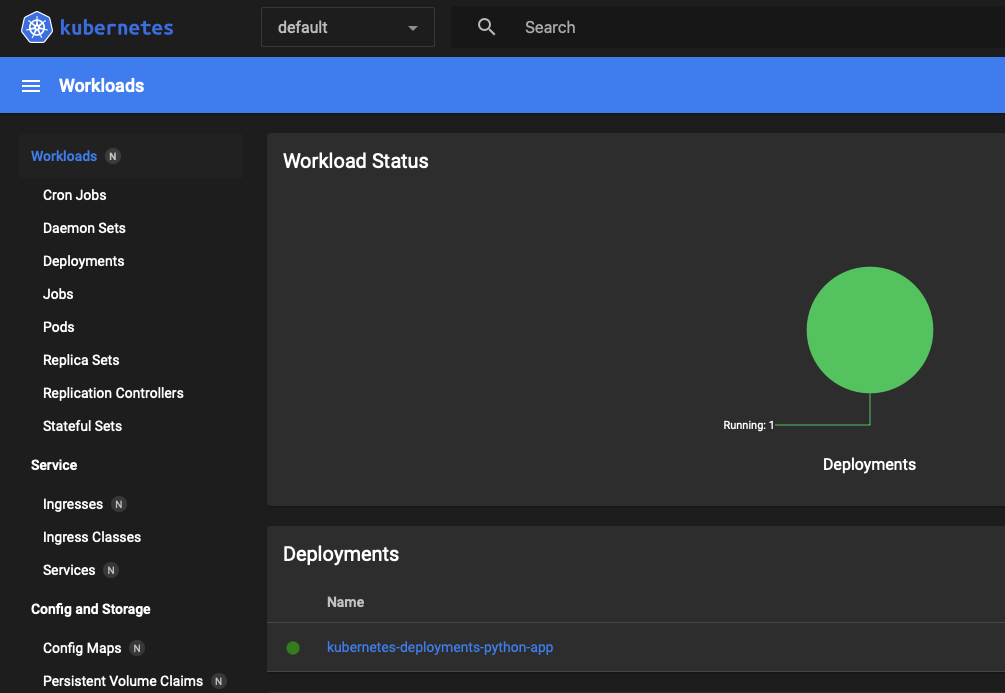 kubernetes
default
Search
Workloads
Workloads N
Cron Jobs
Daemon Sets
Deployments
Jobs
Pods
Replica Sets
Replication Controllers
Stateful Sets
Service
Ingresses N
Ingress Classes
Services N
Config and Storage
Config Maps N
Persistent Volume Claims N
Workload Status
Running: 1
Deployments
Deployments
Name
kubernetes-deployments-python-app